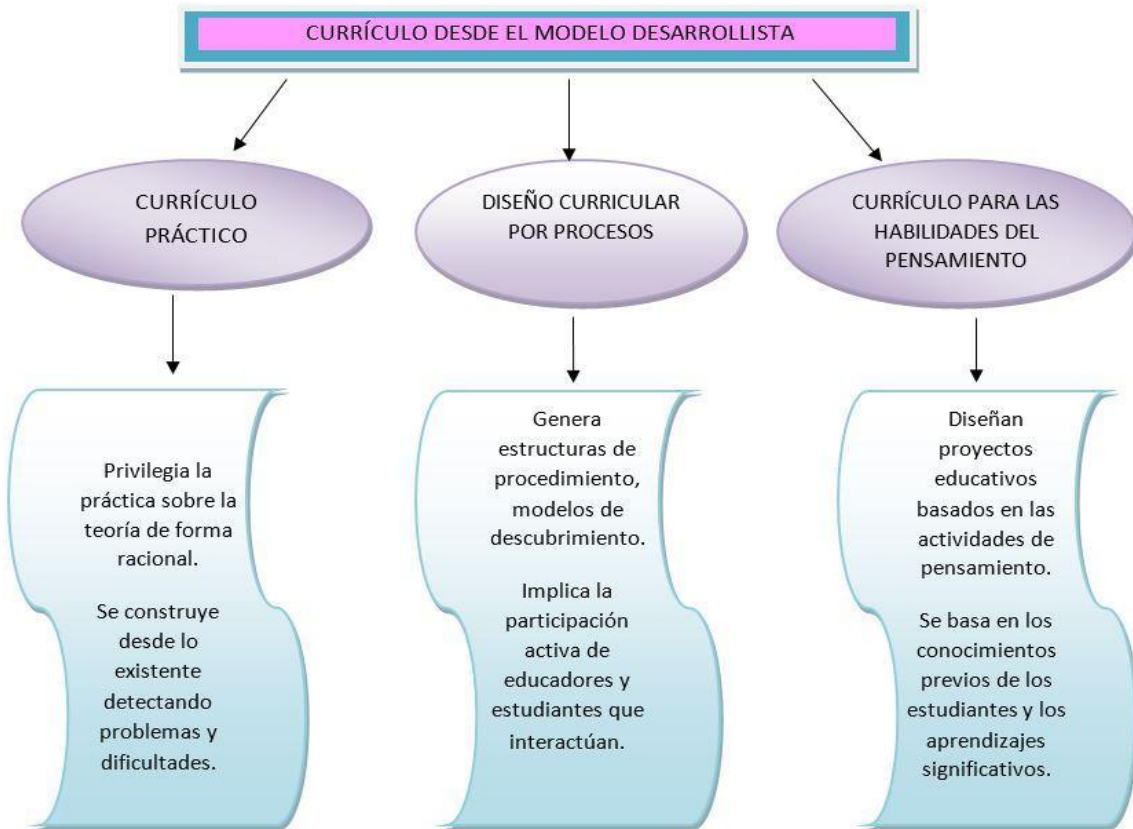 CURRÍCULO DESDE EL MODELO DESARROLLISTA
CURRÍCULO
PRÁCTICO
DISEÑO CURRICULAR
POR PROCESOS
CURRÍCULO PARA LAS
HABILIDADES DEL
PENSAMIENTO
Privilegia la
práctica sobre la
teoría de forma
racional.
Se construye
desde lo
existente
detectando
problemas y
dificultades.
Genera
estructuras de
procedimiento,
modelos de
descubrimiento.
Implica la
participación
activa de
educadores y
estudiantes que
interactúan.
Diseñan
proyectos
educativos
basados en las
actividades de
pensamiento.
Se basa en los
conocimientos
previos de los
estudiantes y los
aprendizajes
significativos.